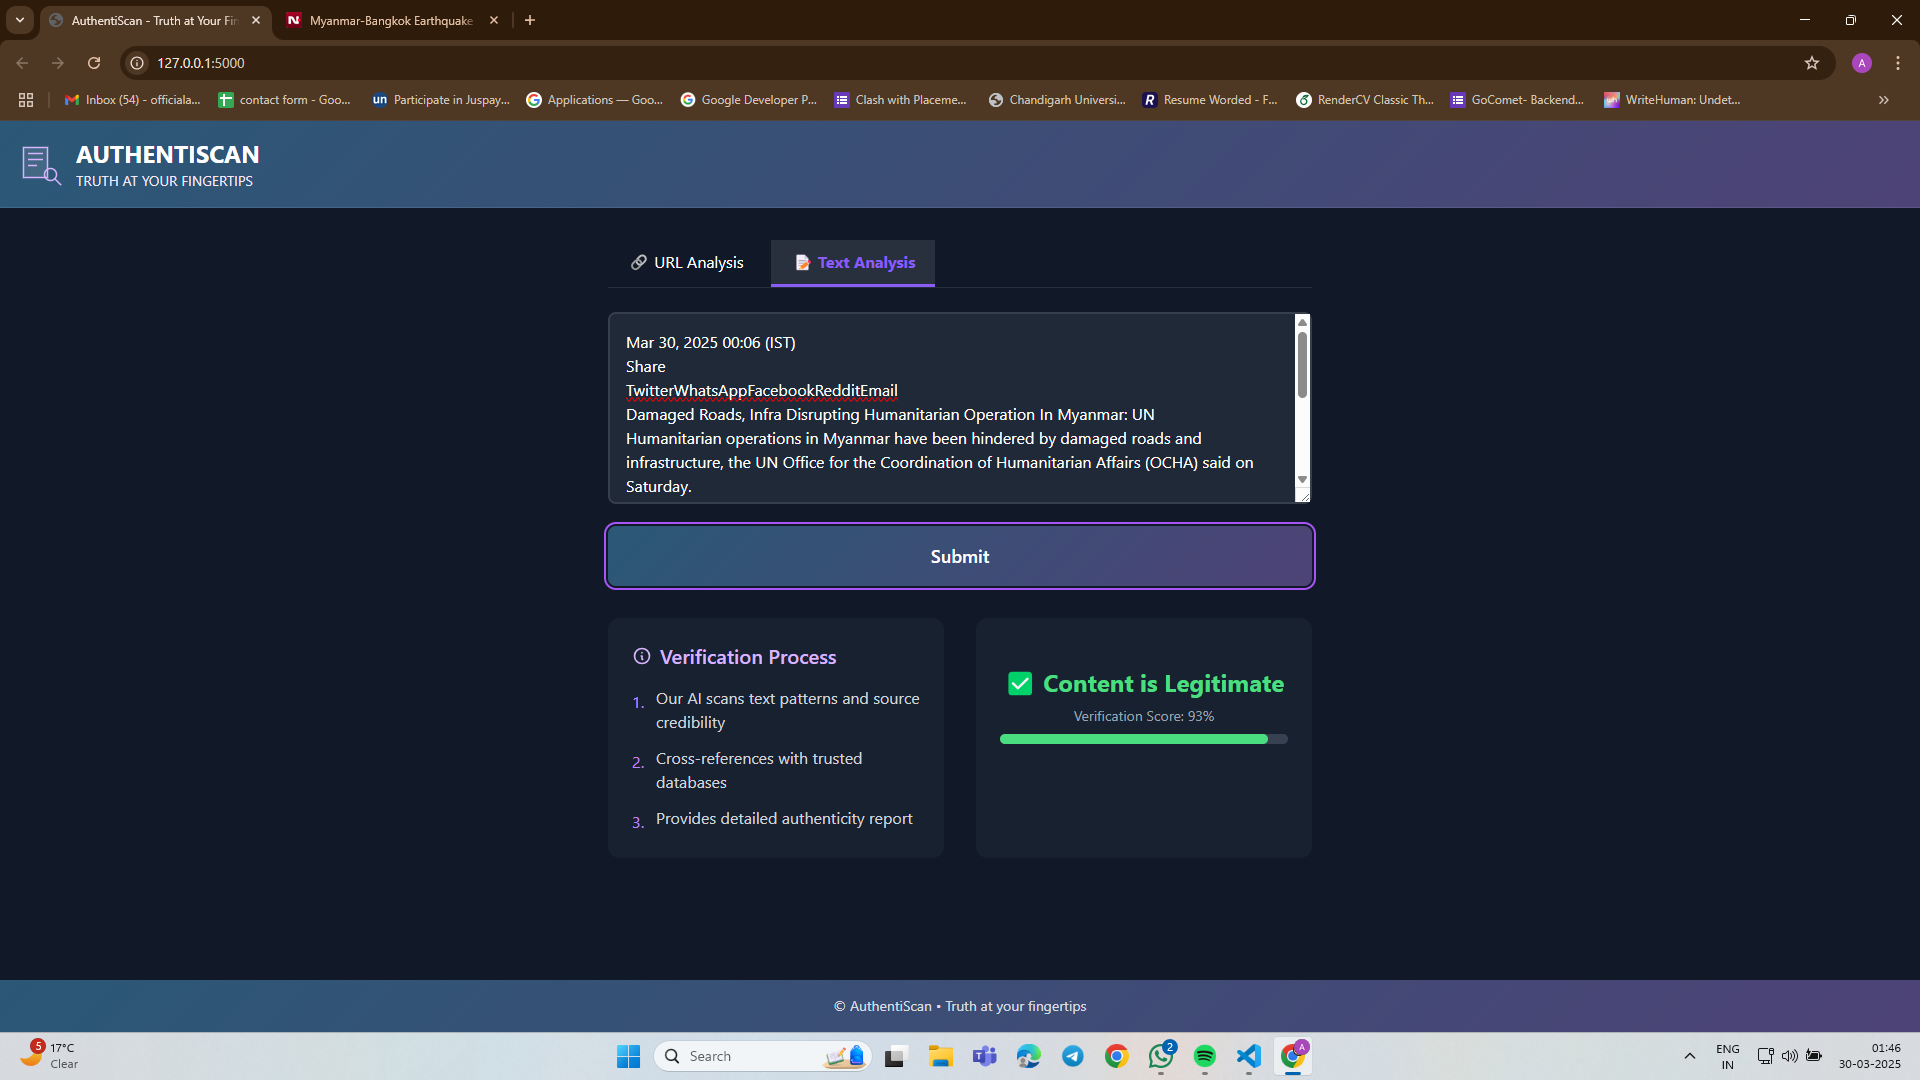 AuthentiScan - Truth at Your Fin
Myanmar-Bangkok Earthquake
127.0.0.1:5000
A
Inbox (54) - officiala...
contact form - Goo...
un Participate in Juspay...
Applications — Goo...
Google Developer P...
Clash with Placeme...
Chandigarh Universi...
R Resume Worded - F...
RenderCV Classic Th...
GoComet- Backend...
WriteHuman: Undet...
AUTHENTISCAN
TRUTH AT YOUR FINGERTIPS
URL Analysis
Text Analysis
Mar 30, 2025 00:06 (IST)
Share
TwitterWhatsAppFacebookRedditEmail
Damaged Roads, Infra Disrupting Humanitarian Operation In Myanmar: UN
Humanitarian operations in Myanmar have been hindered by damaged roads and
infrastructure, the UN Office for the Coordination of Humanitarian Affairs (OCHA) said on
Saturday.
Submit
Verification Process
1. Our AI scans text patterns and source
credibility
2. Cross-references with trusted
databases
3. Provides detailed authenticity report
Content is Legitimate
Verification Score: 93%
© AuthentiScan • Truth at your fingertips
5
17°C
Clear
Search
2
A
ENG
IN
01:46
30-03-2025